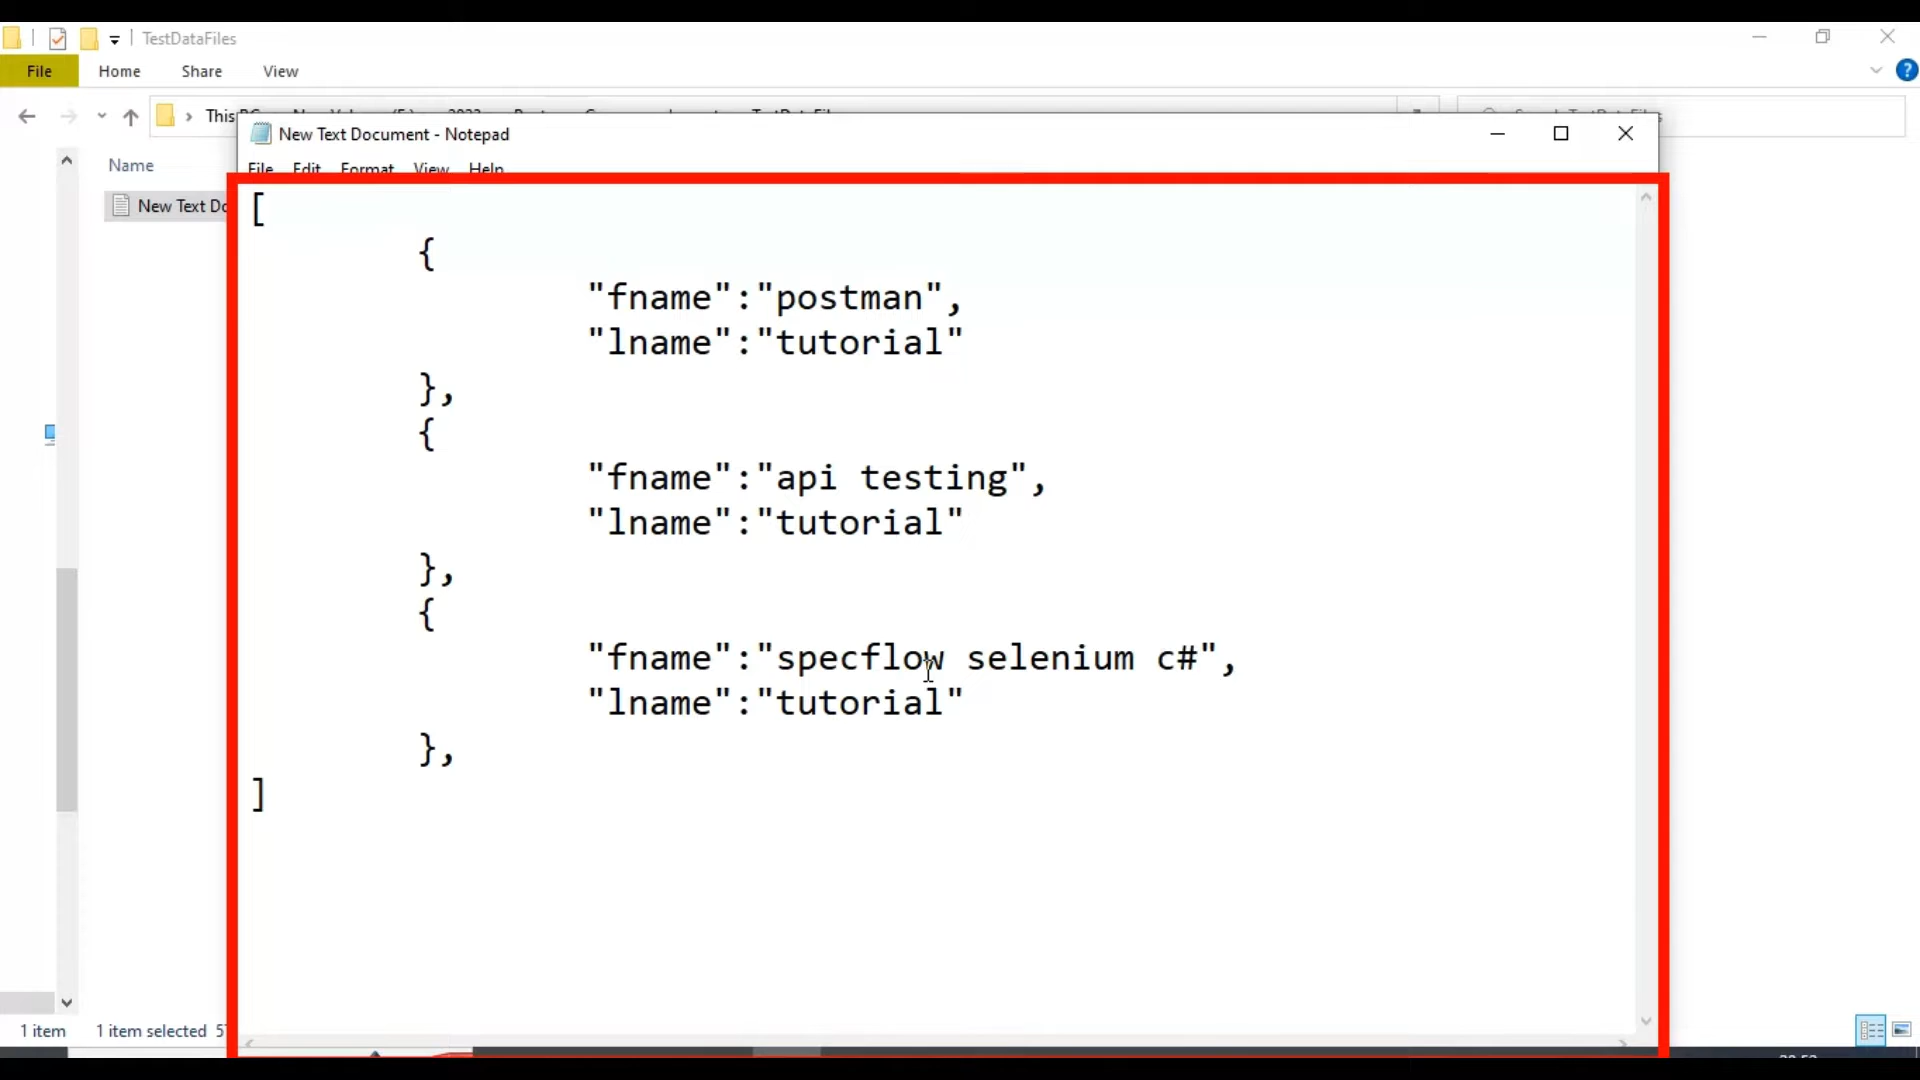 TestDataFiles
File Home Share View
This
New Text Document - Notepad
File Edit Format View Help
Name
New Text Do
[
{
"fname":"postman",
"lname":"tutorial"
},
{
"fname":"api testing",
"lname":"tutorial"
},
{
"fname":"specflow selenium c#",
"lname":"tutorial"
},
]
1 item 1 item selected